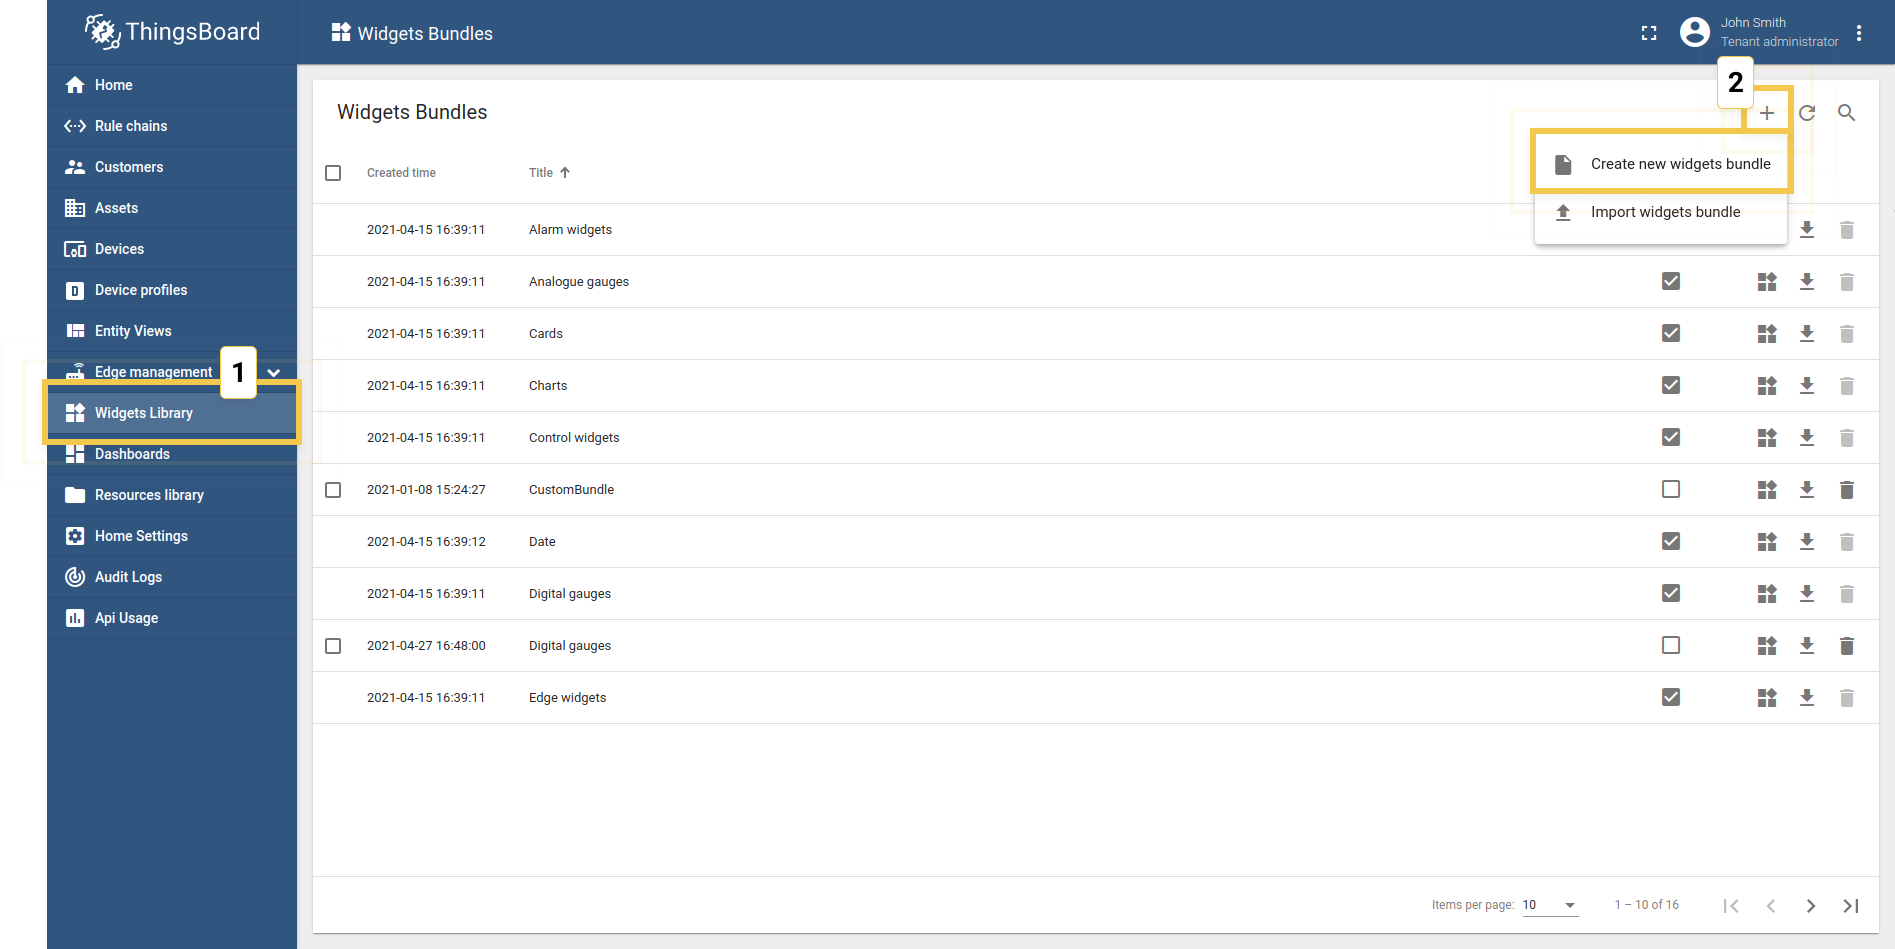 ThingsBoard
Widgets Bundles
John Smith
Tenant administrator
Home
Rule chains
Customers
Assets
Devices
Device profiles
Entity Views
Edge management
1
Widgets Library
Dashboards
Resources library
Home Settings
Audit Logs
Api Usage
Widgets Bundles
2
Create new widgets bundle
Import widgets bundle
Created time Title
2021-04-15 16:39:11 Alarm widgets
2021-04-15 16:39:11 Analogue gauges
2021-04-15 16:39:11 Cards
2021-04-15 16:39:11 Charts
2021-04-15 16:39:11 Control widgets
2021-01-08 15:24:27 CustomBundle
2021-04-15 16:39:12 Date
2021-04-15 16:39:11 Digital gauges
2021-04-27 16:48:00 Digital gauges
2021-04-15 16:39:11 Edge widgets
Items per page: 10 1 – 10 of 16